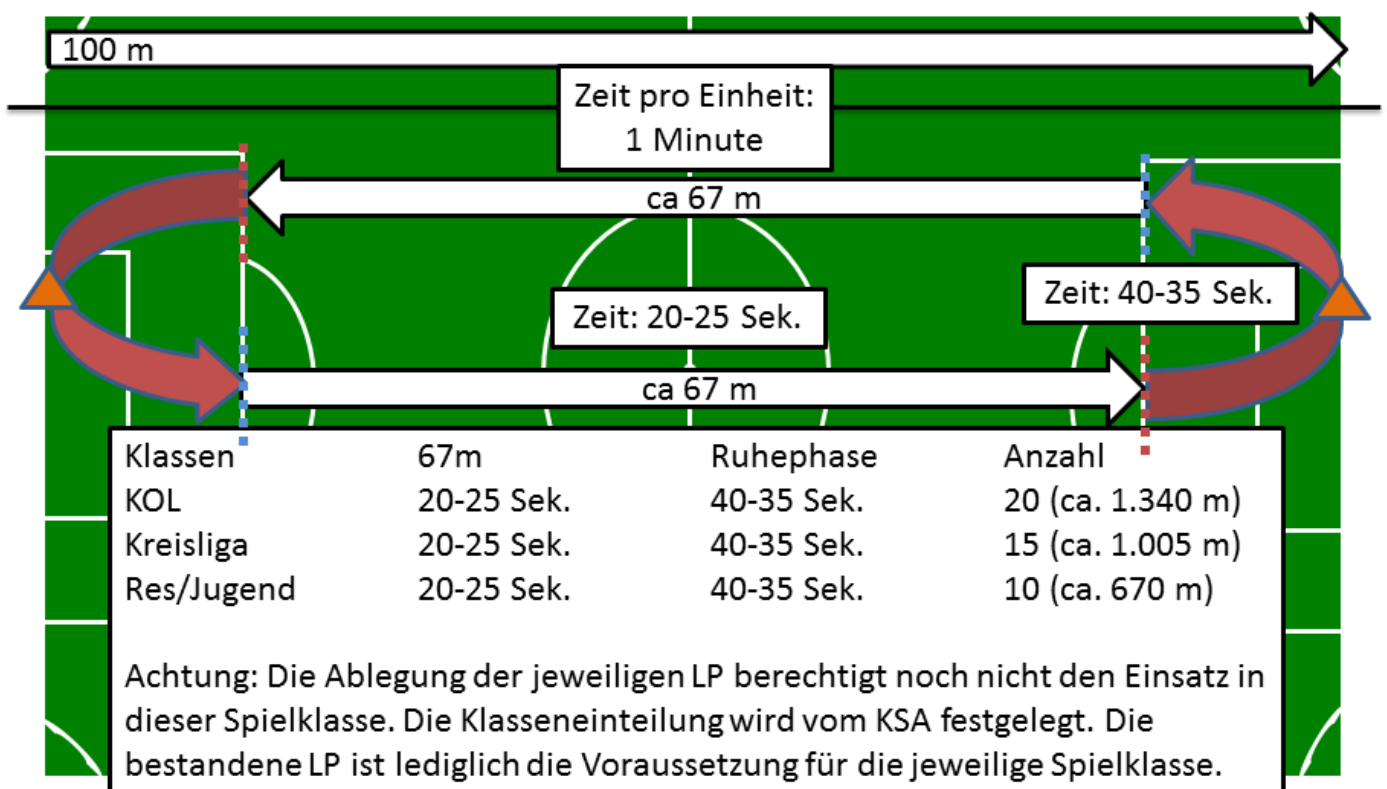 100 m
Zeit pro Einheit:
1 Minute
ca 67 m
Zeit: 40-35 Sek.
Zeit: 20-25 Sek.
ca 67 m
Klassen 67m Ruhephase Anzahl
KOL 20-25 Sek. 40-35 Sek. 20 (ca. 1.340 m)
Kreisliga 20-25 Sek. 40-35 Sek. 15 (ca. 1.005 m)
Res/Jugend 20-25 Sek. 40-35 Sek. 10 (ca. 670 m)
Achtung: Die Ablegung der jeweiligen LP berechtigt noch nicht den Einsatz in
dieser Spielklasse. Die Klasseneinteilung wird vom KSA festgelegt. Die
bestandene LP ist lediglich die Voraussetzung für die jeweilige Spielklasse.